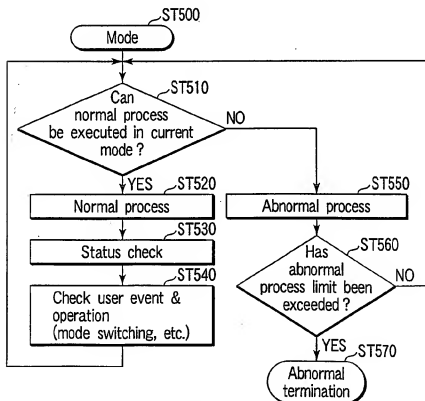 ST500
Mode
ST510
Can
normal process
be executed in current
mode ?
NO
YES
ST520
Normal process
ST530
Status check
ST540
Check user event &
operation
(mode switching, etc.)
ST550
Abnormal process
ST560
Has
abnormal
process limit been
exceeded ?
NO
YES
ST570
Abnormal
termination